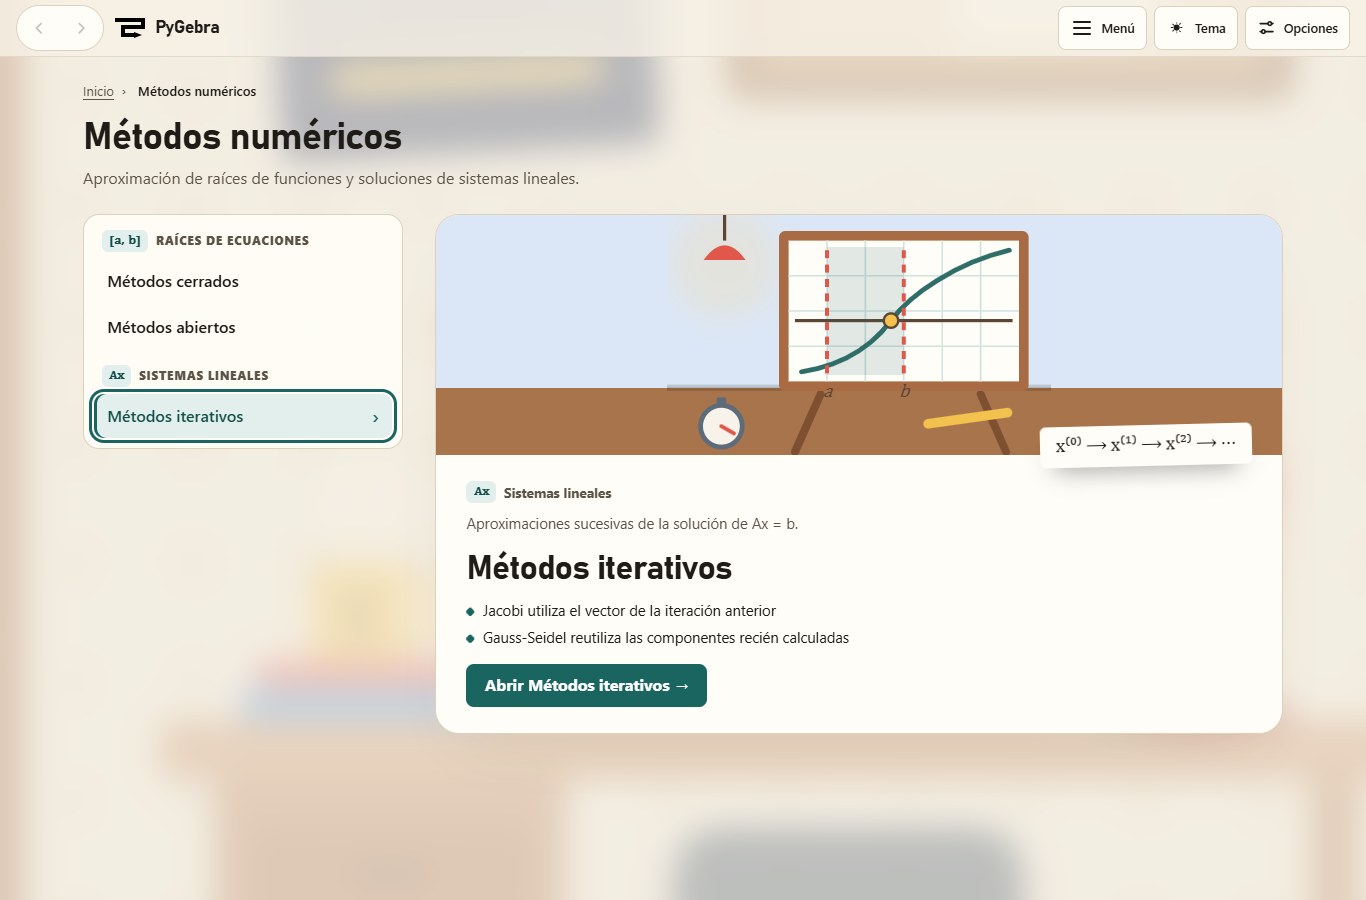 PyGebra
Menú
Tema
Opciones
Inicio › Métodos numéricos
Métodos numéricos
Aproximación de raíces de funciones y soluciones de sistemas lineales.
[a, b] RAÍCES DE ECUACIONES
Métodos cerrados
Métodos abiertos
Ax SISTEMAS LINEALES
Métodos iterativos ›
a b
x⁽⁰⁾ → x⁽¹⁾ → x⁽²⁾ → ⋯
Ax Sistemas lineales
Aproximaciones sucesivas de la solución de Ax = b.
Métodos iterativos
Jacobi utiliza el vector de la iteración anterior
Gauss-Seidel reutiliza las componentes recién calculadas
Abrir Métodos iterativos →